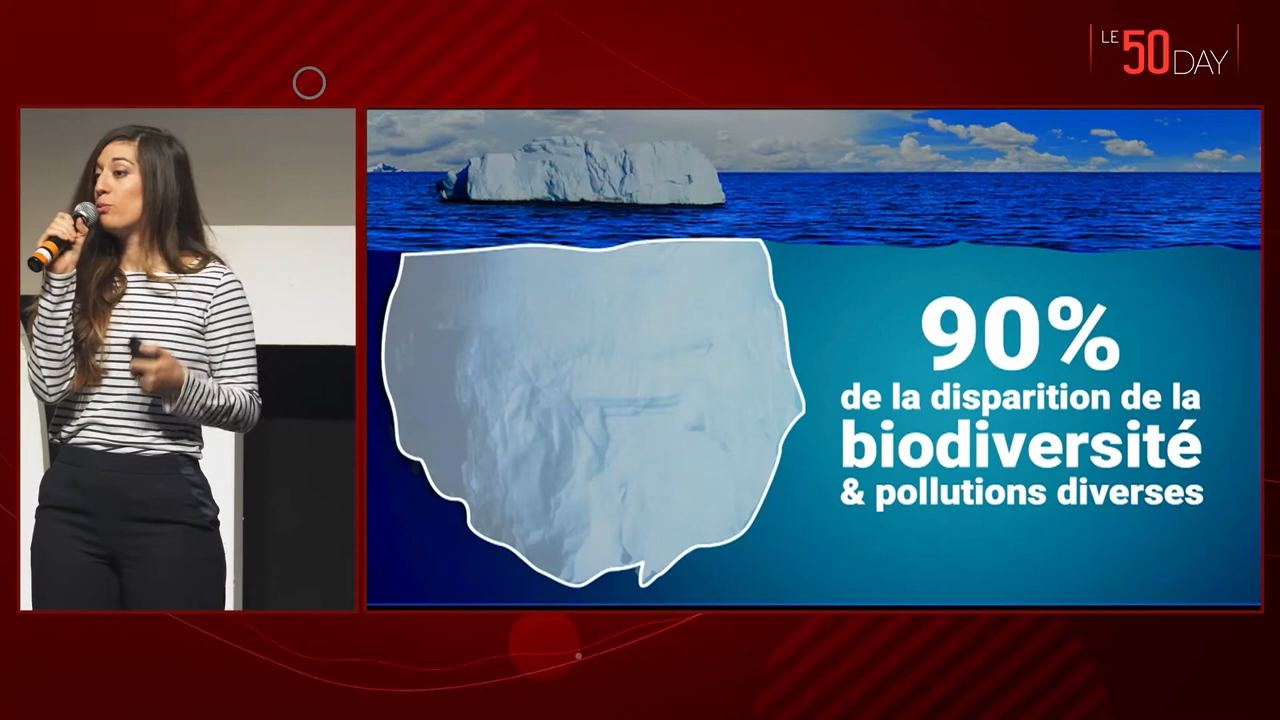 LE 50 DAY
90%
de la disparition de la
biodiversité
& pollutions diverses